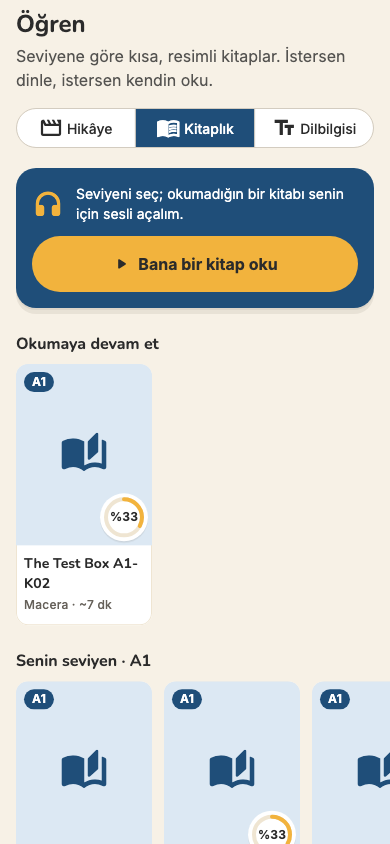 Öğren
Seviyene göre kısa, resimli kitaplar. İstersen
dinle, istersen kendin oku.
Hikâye
Kitaplık
Dilbilgisi
Seviyeni seç; okumadığın bir kitabı senin
için sesli açalım.
Bana bir kitap oku
Okumaya devam et
A1
%33
The Test Box A1-
K02
Macera · ~7 dk
Senin seviyen · A1
A1
A1
A1
%33